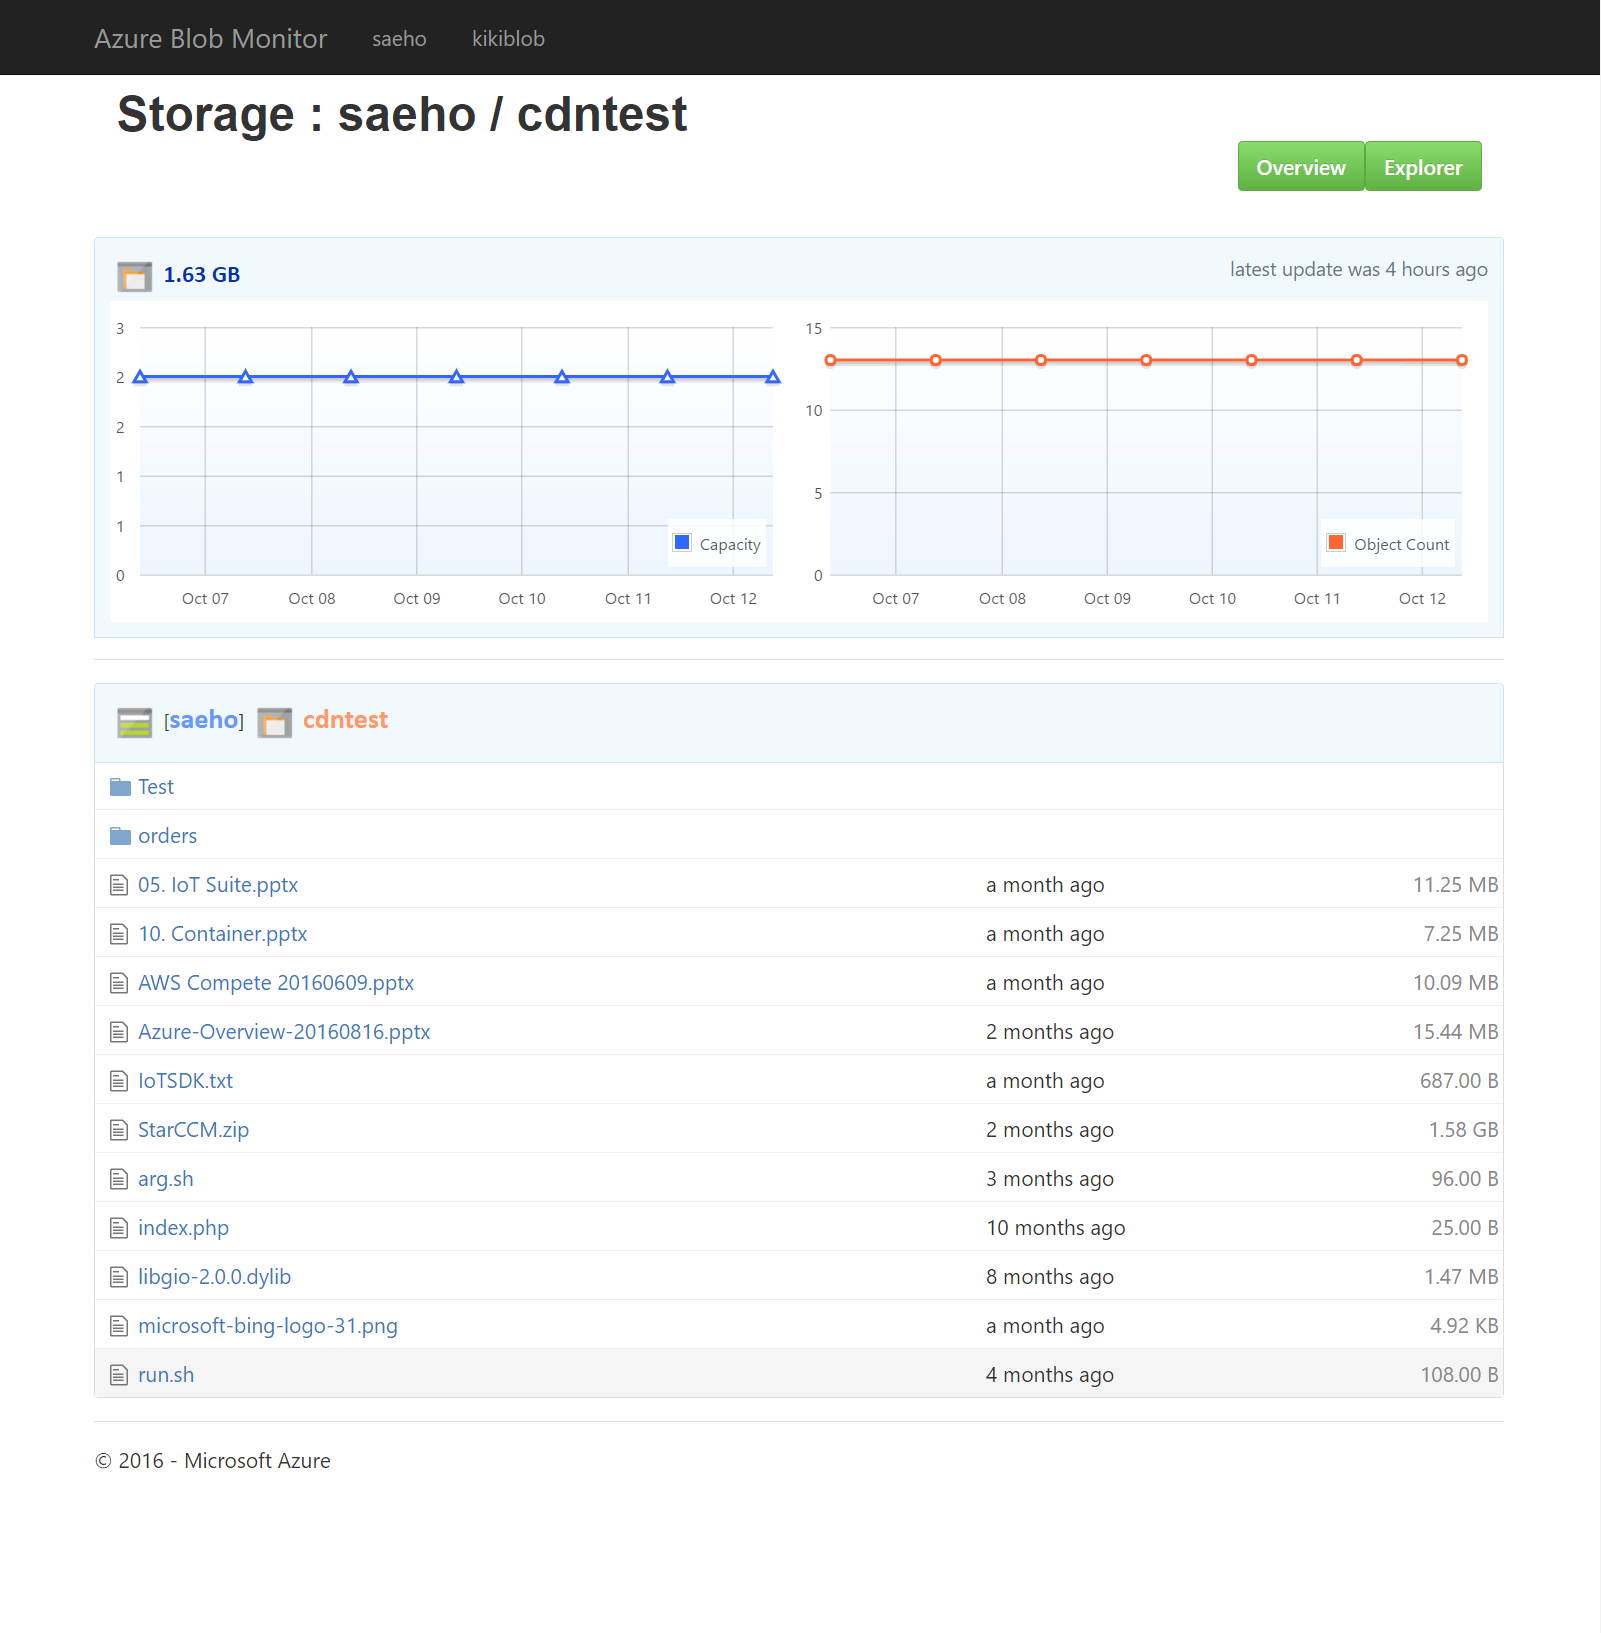 Azure Blob Monitor saeho kikiblob
Storage : saeho / cdntest
Overview Explorer
1.63 GB latest update was 4 hours ago
3
2
2
1
1
0
Capacity
Oct 07 Oct 08 Oct 09 Oct 10 Oct 11 Oct 12
15
10
5
0
Object Count
Oct 07 Oct 08 Oct 09 Oct 10 Oct 11 Oct 12
[saeho] cdntest
Test
orders
05. IoT Suite.pptx a month ago 11.25 MB
10. Container.pptx a month ago 7.25 MB
AWS Compete 20160609.pptx a month ago 10.09 MB
Azure-Overview-20160816.pptx 2 months ago 15.44 MB
IoTSDK.txt a month ago 687.00 B
StarCCM.zip 2 months ago 1.58 GB
arg.sh 3 months ago 96.00 B
index.php 10 months ago 25.00 B
libgio-2.0.0.dylib 8 months ago 1.47 MB
microsoft-bing-logo-31.png a month ago 4.92 KB
run.sh 4 months ago 108.00 B
© 2016 - Microsoft Azure